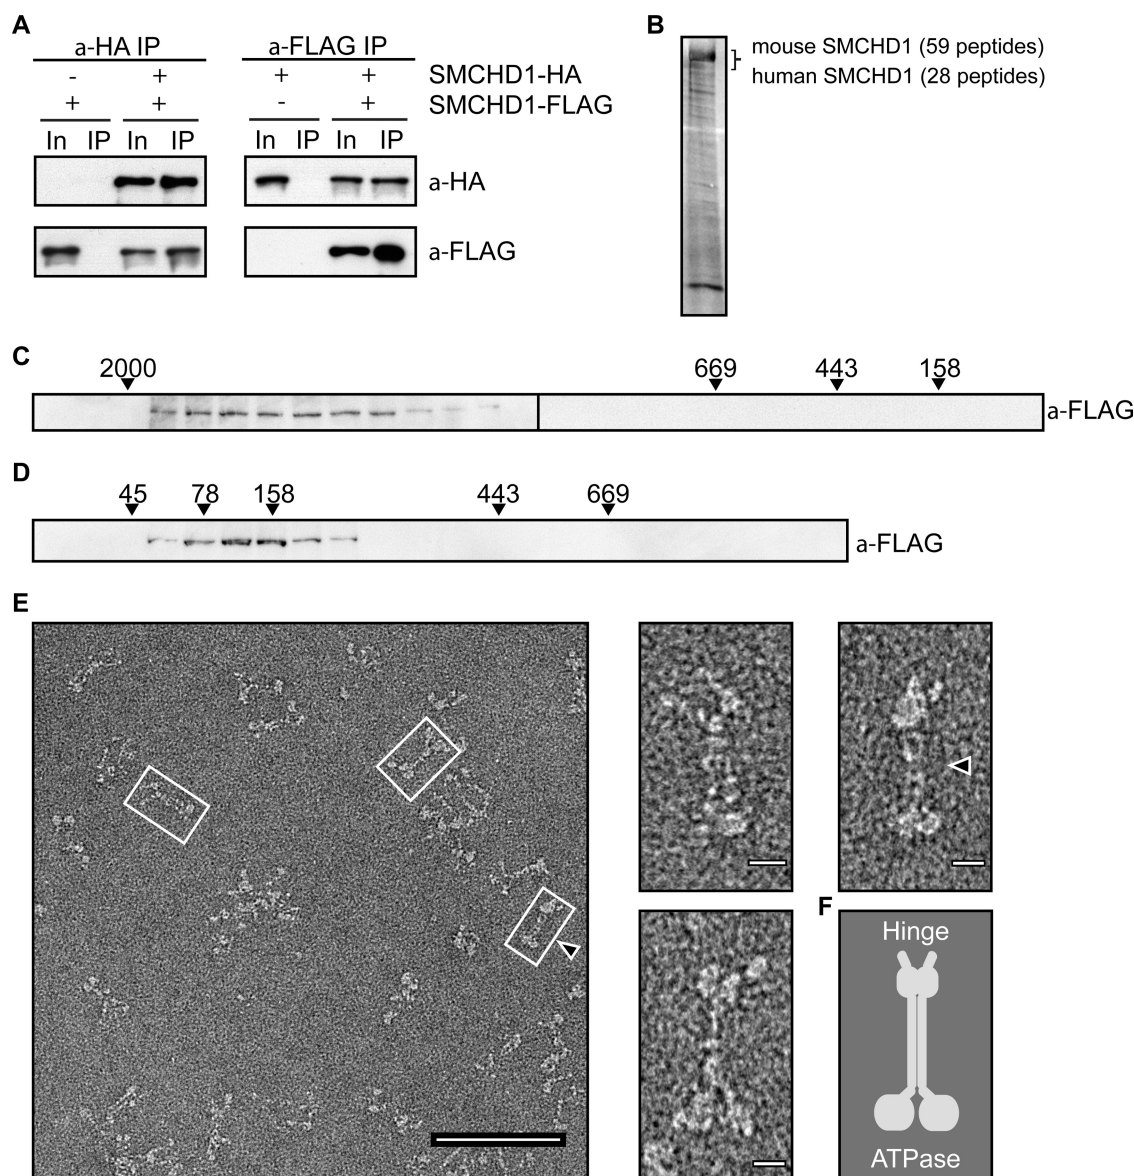 A
a-HA IP
a-FLAG IP
- + + + SMCHD1-HA
+ + - + SMCHD1-FLAG
In IP In IP In IP In IP
a-HA
a-FLAG
B
mouse SMCHD1 (59 peptides)
human SMCHD1 (28 peptides)
C
2000 669 443 158
a-FLAG
D
45 78 158 443 669
a-FLAG
E
F
Hinge
ATPase